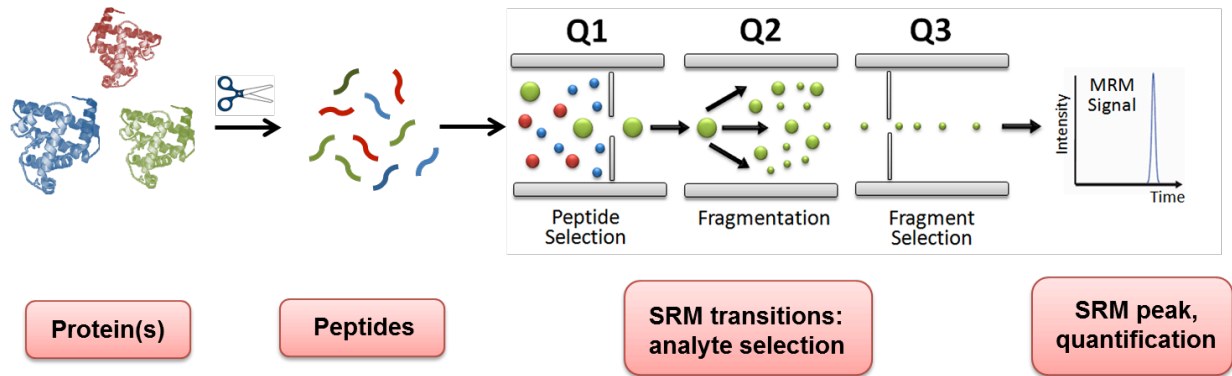 Q1
Q2
Q3
Peptide
Selection
Fragmentation
Fragment
Selection
MRM
Signal
Intensity
Time
Protein(s)
Peptides
SRM transitions:
analyte selection
SRM peak,
quantification